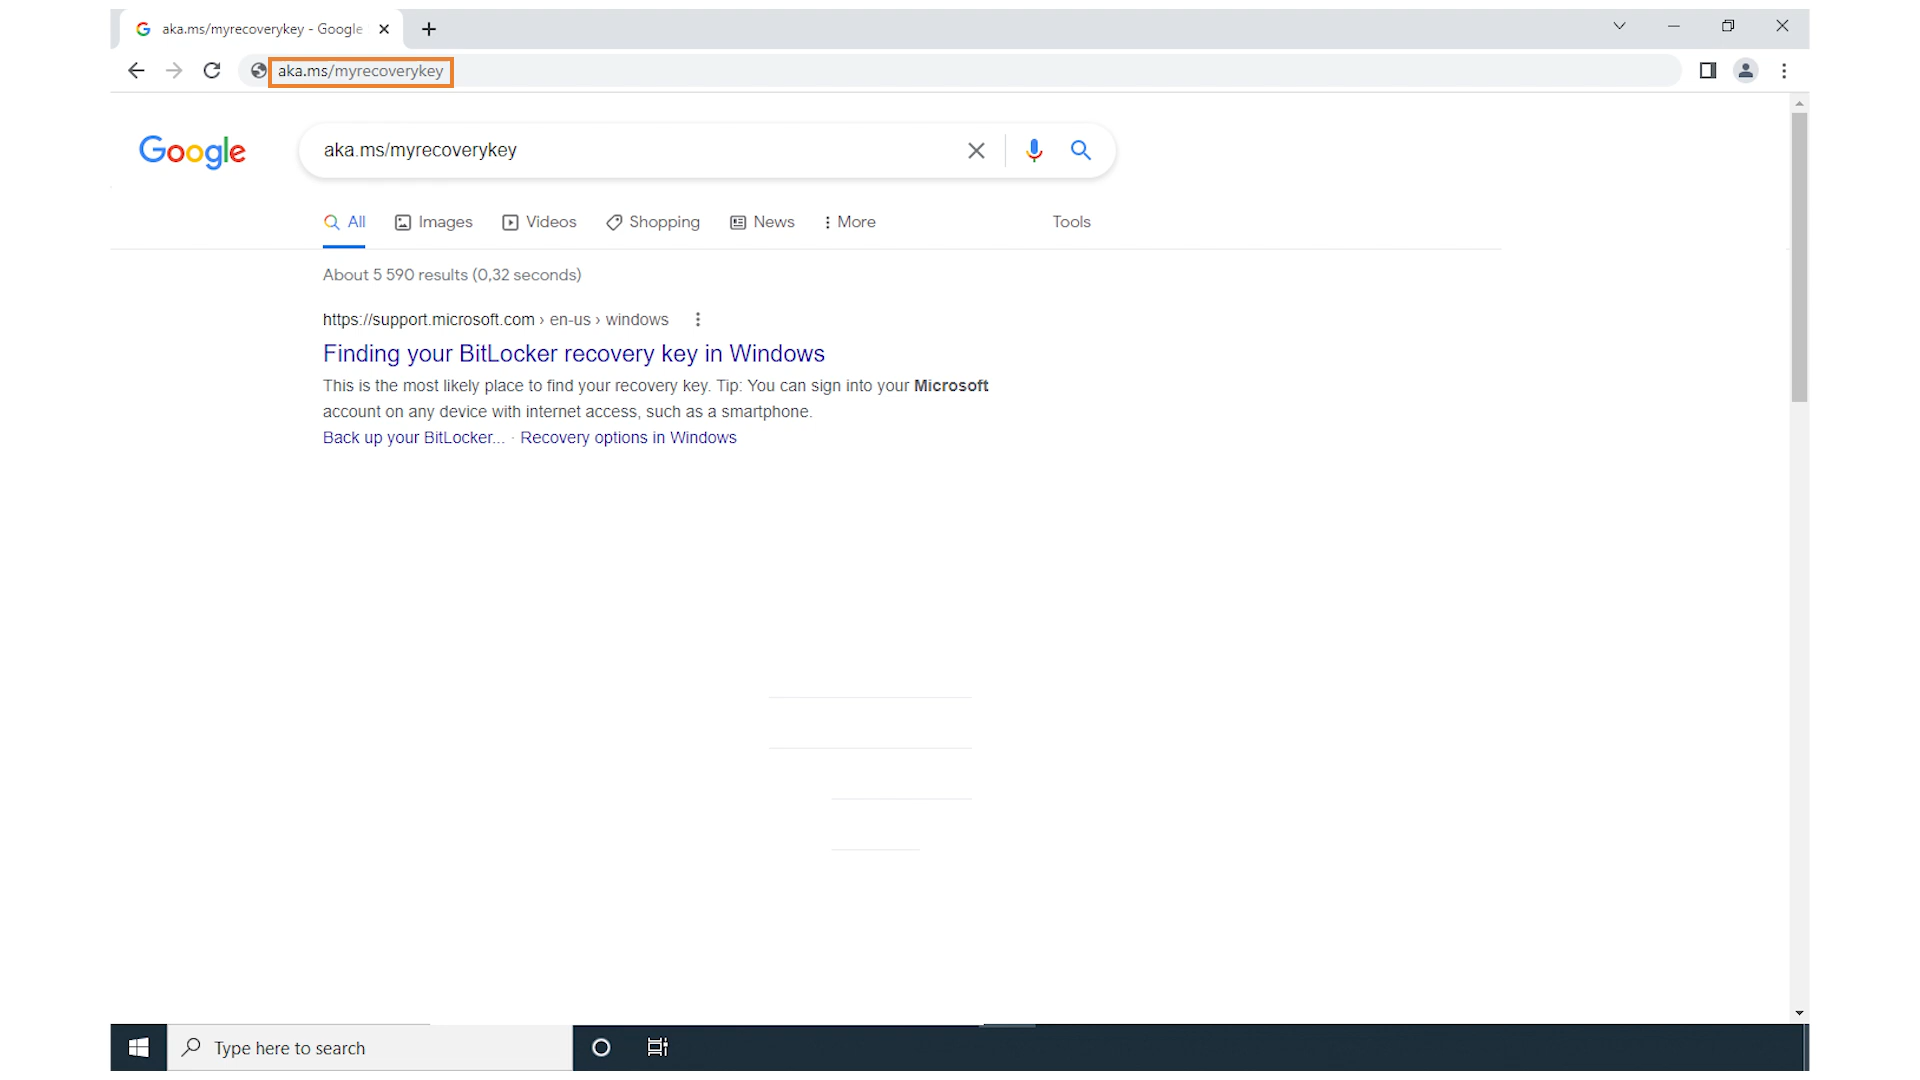 aka.ms/myrecoverykey - Google
aka.ms/myrecoverykey
Google
aka.ms/myrecoverykey
All Images Videos Shopping News More Tools
About 5 590 results (0,32 seconds)
https://support.microsoft.com › en-us › windows
Finding your BitLocker recovery key in Windows
This is the most likely place to find your recovery key. Tip: You can sign into your Microsoft
account on any device with internet access, such as a smartphone.
Back up your BitLocker... · Recovery options in Windows
Type here to search